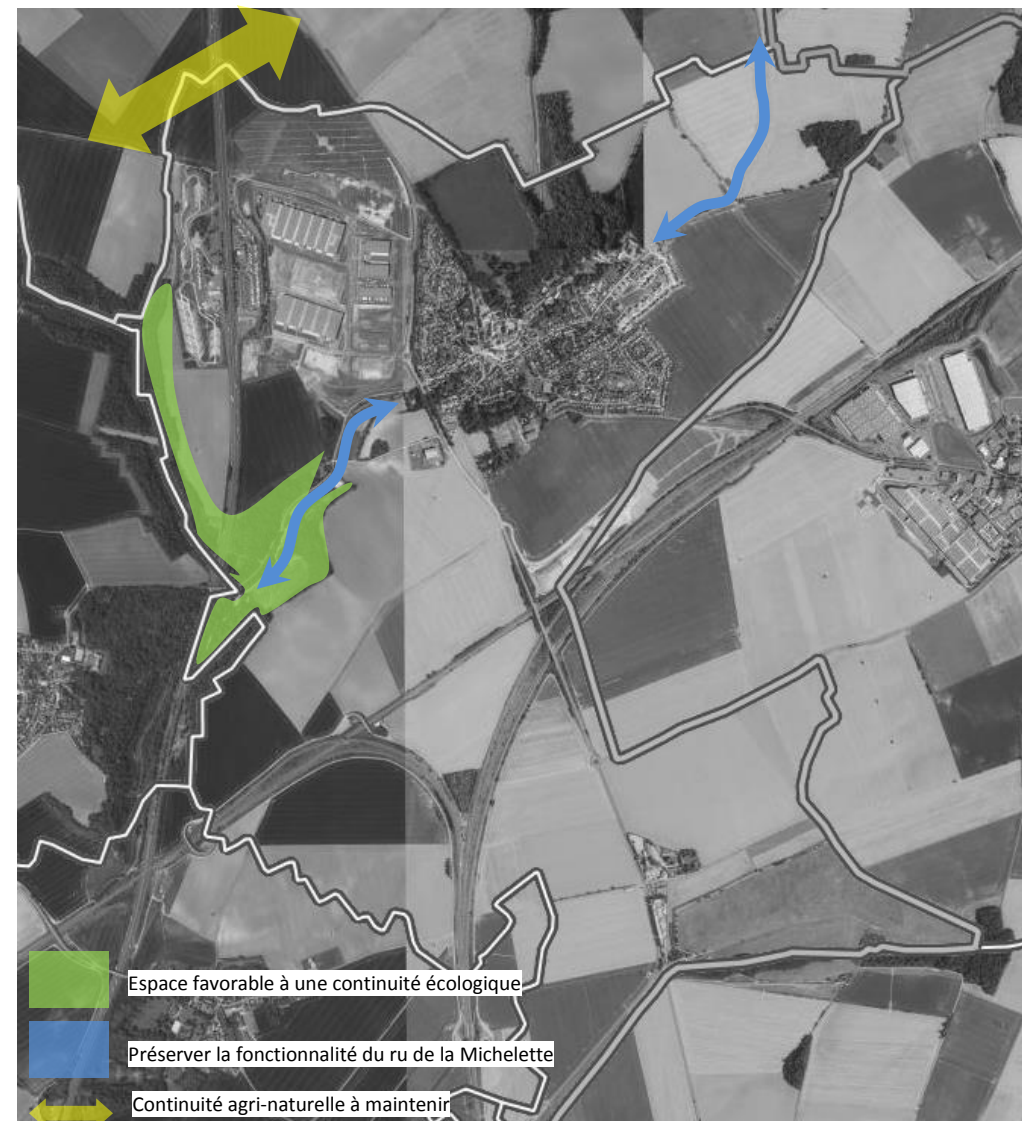 Espace favorable à une continuité écologique
Préserver la fonctionnalité du ru de la Michelette
Continuité agri-naturelle à maintenir